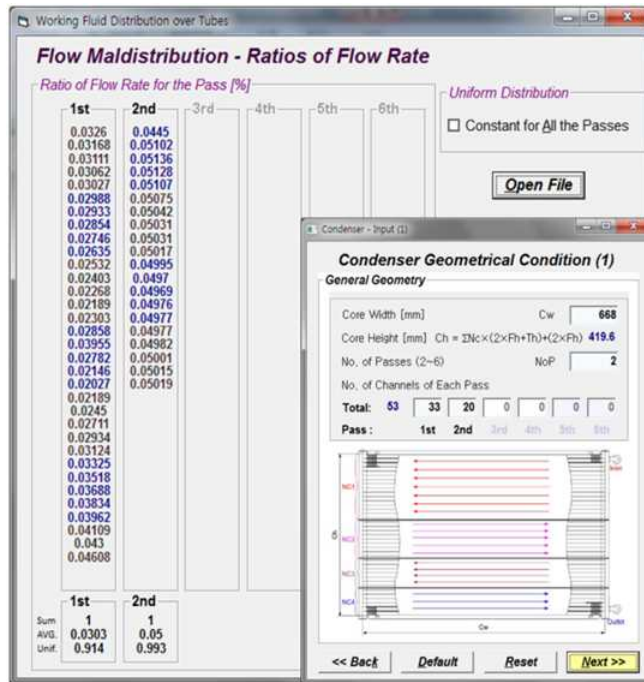 Working Fluid Distribution over Tubes
Flow Maldistribution - Ratios of Flow Rate
Ratio of Flow Rate for the Pass [%]
1st 2nd 3rd 4th 5th 6th
0.0326 0.0445
0.03168 0.05102
0.03111 0.05136
0.03062 0.05128
0.03027 0.05107
0.02988 0.05075
0.02933 0.05042
0.02854 0.05031
0.02746 0.05031
0.02635 0.05017
0.02532 0.04995
0.02403 0.0497
0.02268 0.04969
0.02189 0.04976
0.02303 0.04977
0.02858 0.04977
0.03955 0.04982
0.02782 0.05001
0.02146 0.05015
0.02027 0.05019
0.02189
0.0245
0.02711
0.02934
0.03124
0.03325
0.03518
0.03688
0.03834
0.03962
0.04109
0.043
0.04608
1st 2nd
Sum 1 1
AVG. 0.0303 0.05
Unif. 0.914 0.993
Uniform Distribution
Constant for All the Passes
Open File
Condenser - Input (1)
Condenser Geometrical Condition (1)
General Geometry
Core Width [mm] Cw 668
Core Height [mm] Ch = ΣNc×(2×Fh+Th)+(2×Fh) 419.6
No. of Passes (2~6) NoP 2
No. of Channels of Each Pass
Total: 53 33 20 0 0 0 0
Pass : 1st 2nd 3rd 4th 5th 6th
NC1
NC2
NC3
NC4
Ch
Cw
Outlet
<< Back Default Reset Next >>